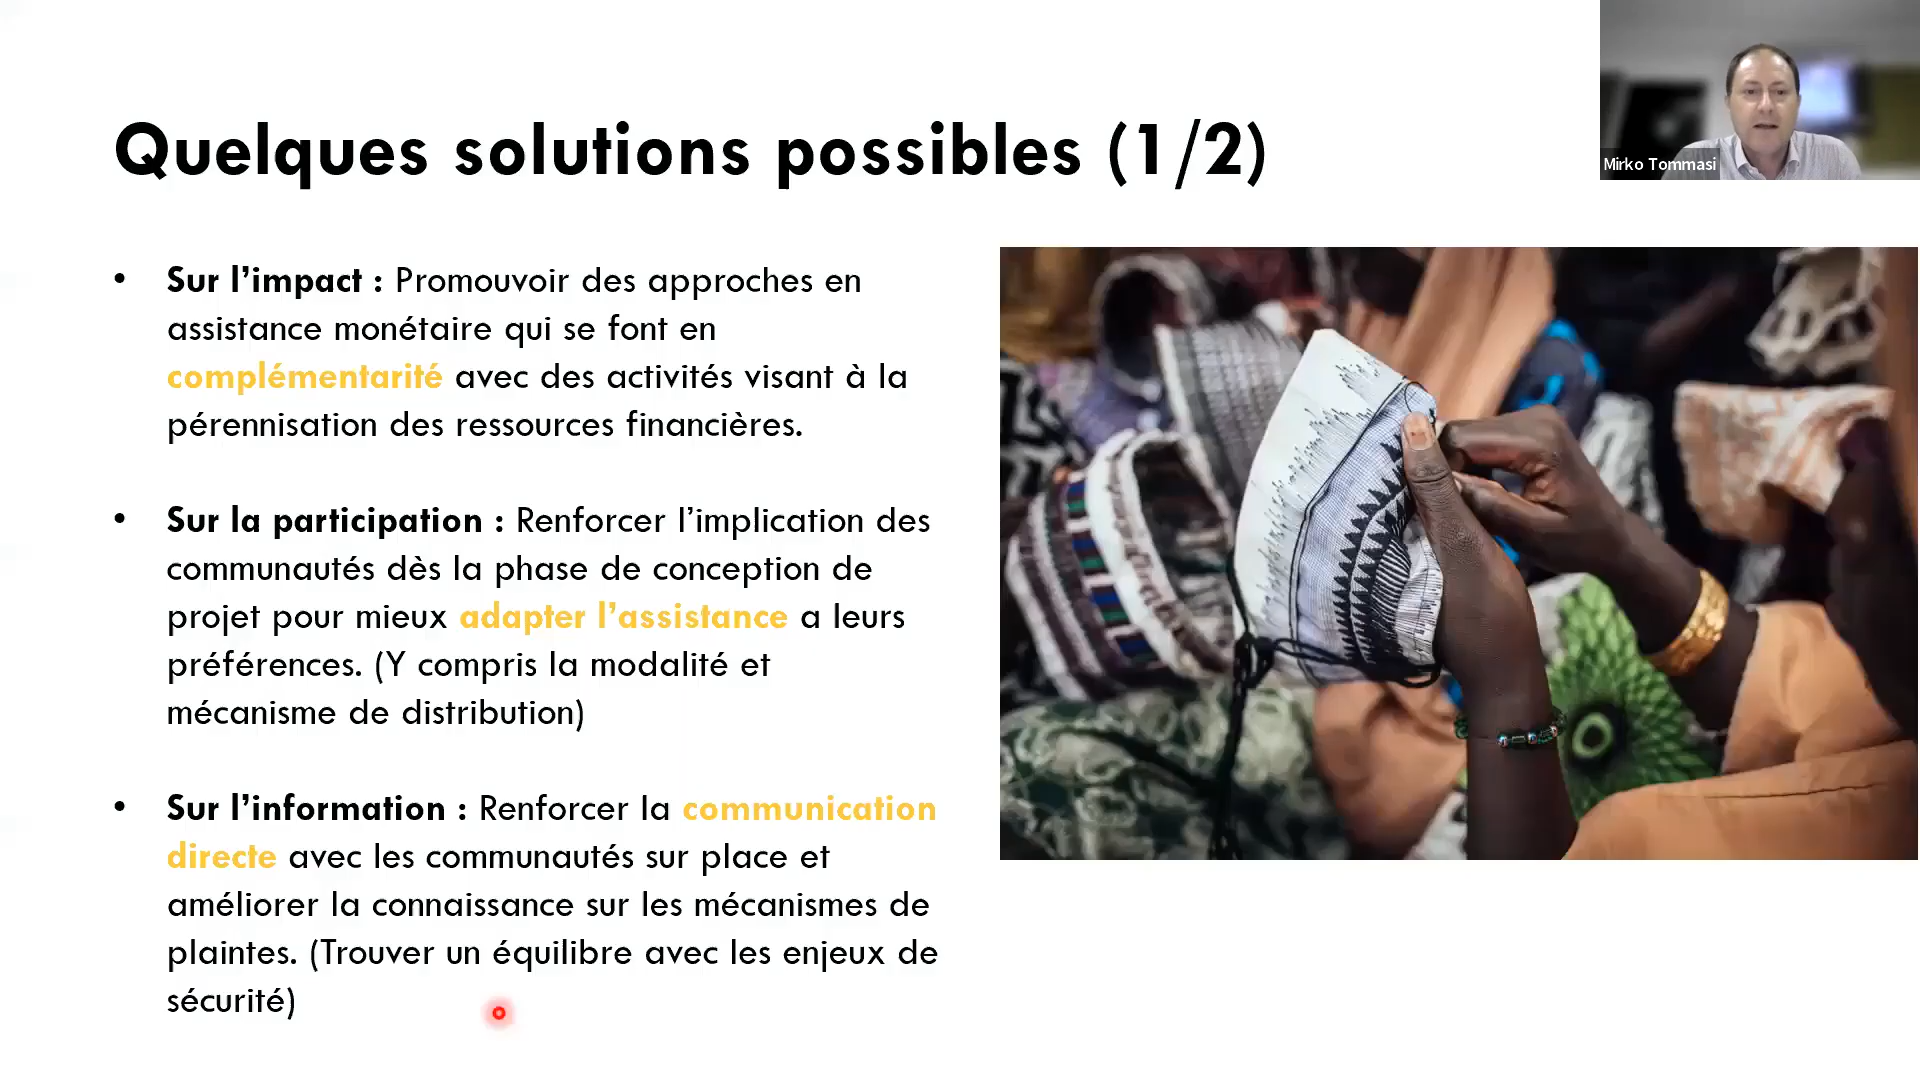 Quelques solutions possibles (1/2)
Mirko Tommasi
• Sur l’impact : Promouvoir des approches en
assistance monétaire qui se font en
complémentarité avec des activités visant à la
pérennisation des ressources financières.
• Sur la participation : Renforcer l’implication des
communautés dès la phase de conception de
projet pour mieux adapter l’assistance a leurs
préférences. (Y compris la modalité et
mécanisme de distribution)
• Sur l’information : Renforcer la communication
directe avec les communautés sur place et
améliorer la connaissance sur les mécanismes de
plaintes. (Trouver un équilibre avec les enjeux de
sécurité)